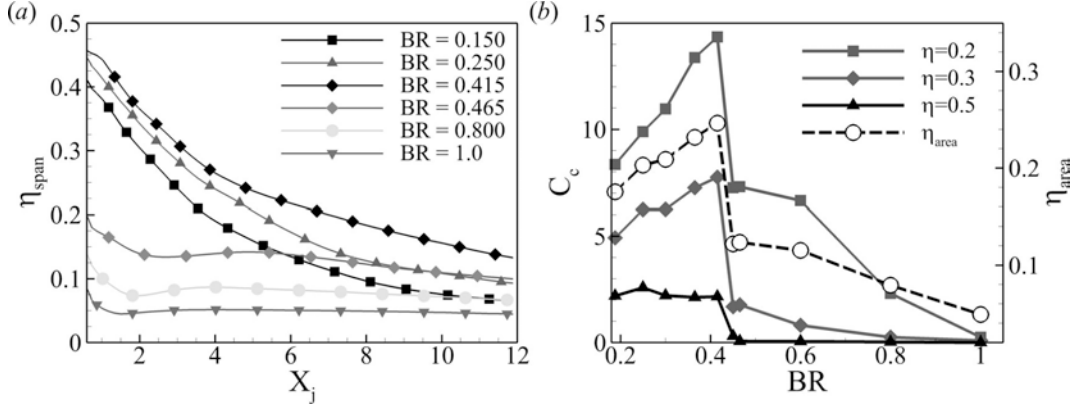 (a)
0.5
0.4
0.3
0.2
0.1
0
η_span
2 4 6 8 10 12
X_j
BR = 0.150
BR = 0.250
BR = 0.415
BR = 0.465
BR = 0.800
BR = 1.0
(b)
15
10
5
0
C_c
0.2 0.4 0.6 0.8 1
BR
η=0.2
η=0.3
η=0.5
η_area
0.3
0.2
0.1
η_area